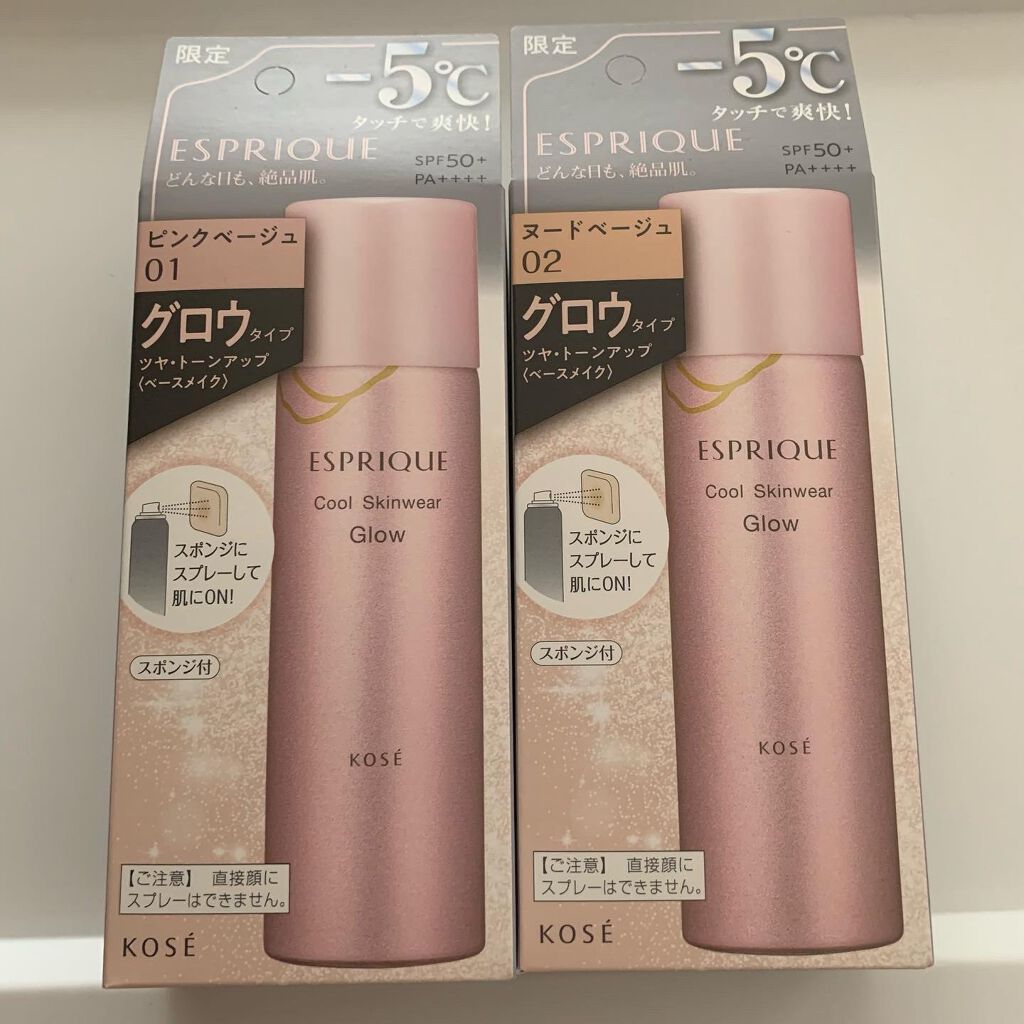 限定
-5℃
タッチで爽快!
ESPRIQUE
どんな日も、絶品肌。
SPF50+
PA++++
ピンクベージュ
01
グロウタイプ
ツヤ・トーンアップ
〈ベースメイク〉
ESPRIQUE
Cool Skinwear
Glow
スポンジに
スプレーして
肌にON!
スポンジ付
KOSÉ
【ご注意】 直接顔に
スプレーはできません。
KOSÉ
限定
-5℃
タッチで爽快!
ESPRIQUE
どんな日も、絶品肌。
SPF50+
PA++++
ヌードベージュ
02
グロウタイプ
ツヤ・トーンアップ
〈ベースメイク〉
ESPRIQUE
Cool Skinwear
Glow
スポンジに
スプレーして
肌にON!
スポンジ付
KOSÉ
【ご注意】 直接顔に
スプレーはできません。
KOSÉ